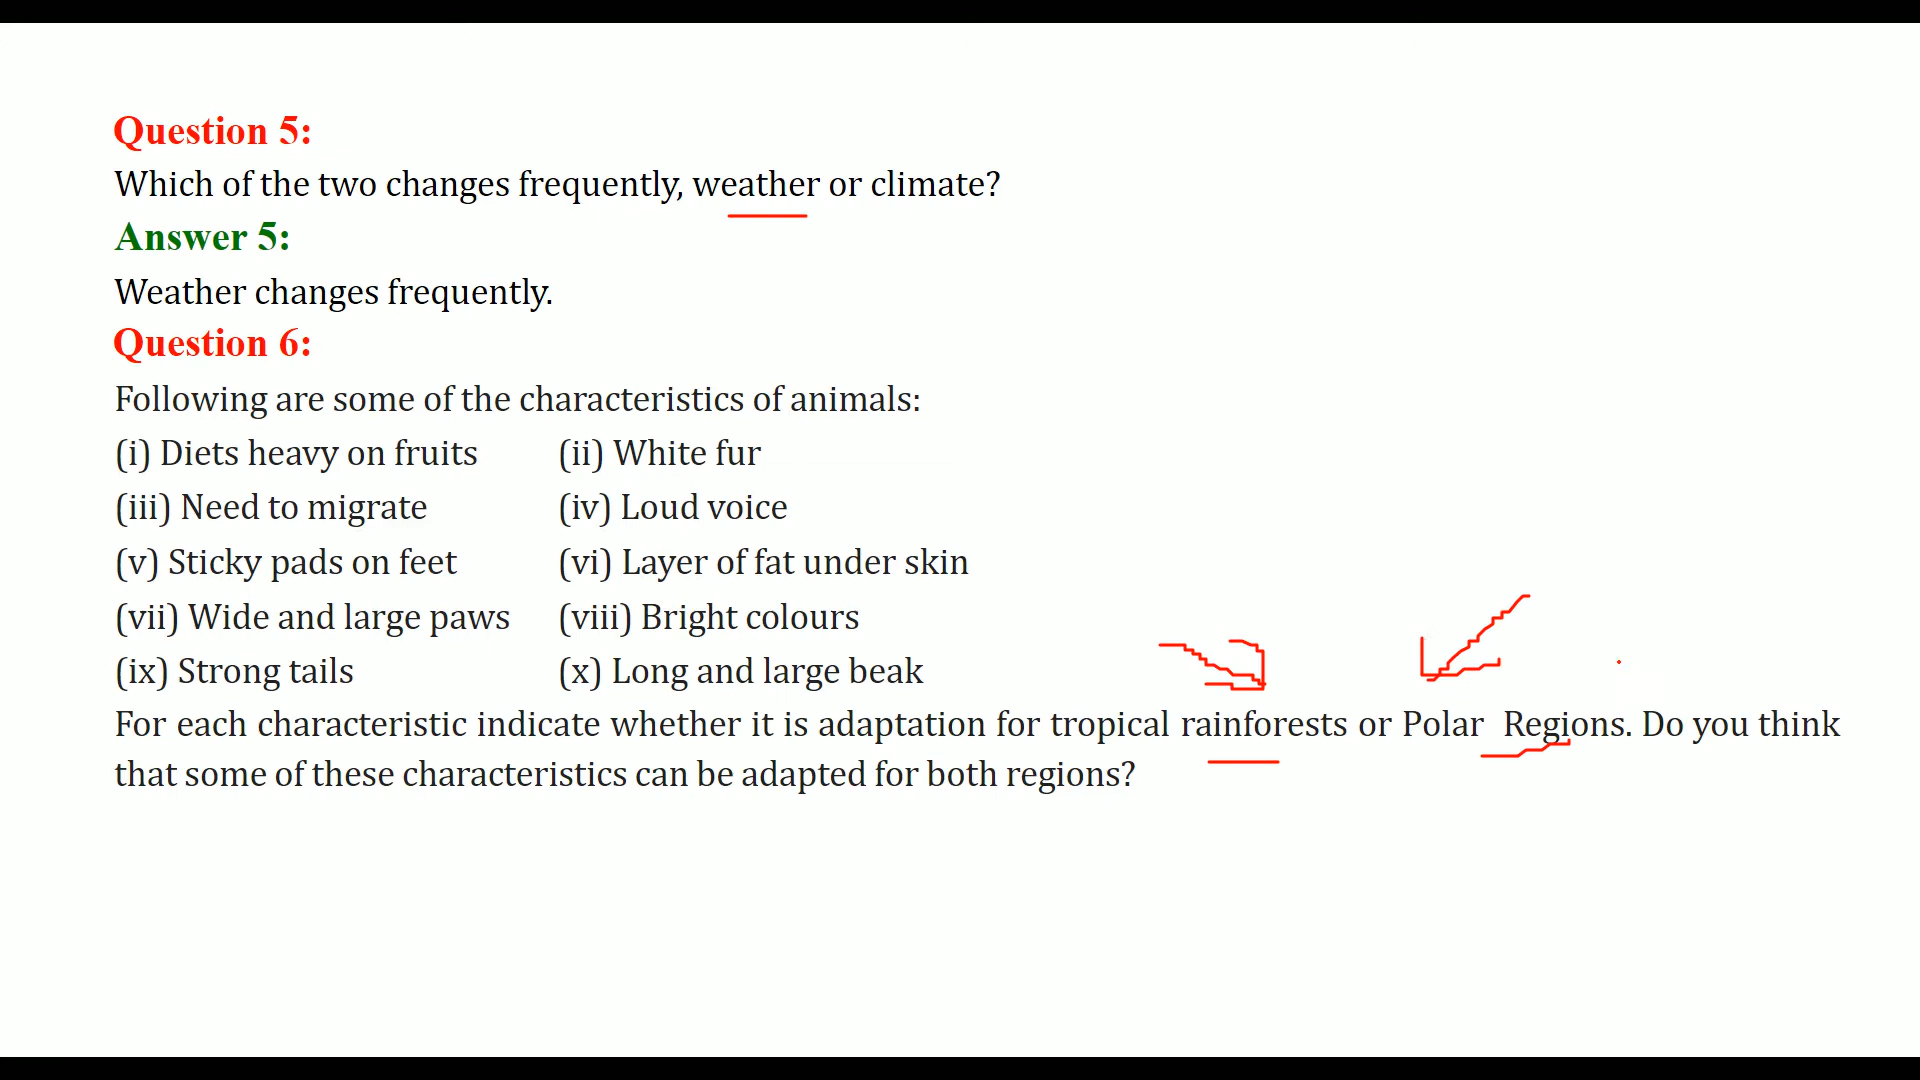 Question 5:
Which of the two changes frequently, weather or climate?
Answer 5:
Weather changes frequently.
Question 6:
Following are some of the characteristics of animals:
(i) Diets heavy on fruits (ii) White fur
(iii) Need to migrate (iv) Loud voice
(v) Sticky pads on feet (vi) Layer of fat under skin
(vii) Wide and large paws (viii) Bright colours
(ix) Strong tails (x) Long and large beak
For each characteristic indicate whether it is adaptation for tropical rainforests or Polar Regions. Do you think
that some of these characteristics can be adapted for both regions?